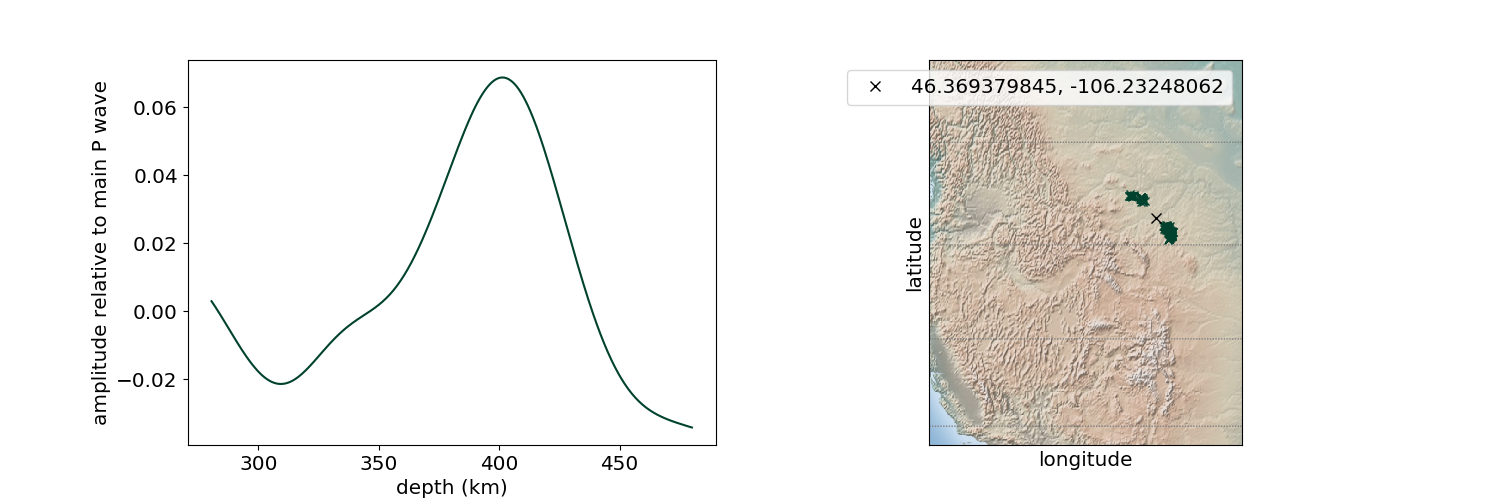 amplitude relative to main P wave
0.06
0.04
0.02
0.00
−0.02
300 350 400 450
depth (km)
46.369379845, -106.23248062
latitude
longitude